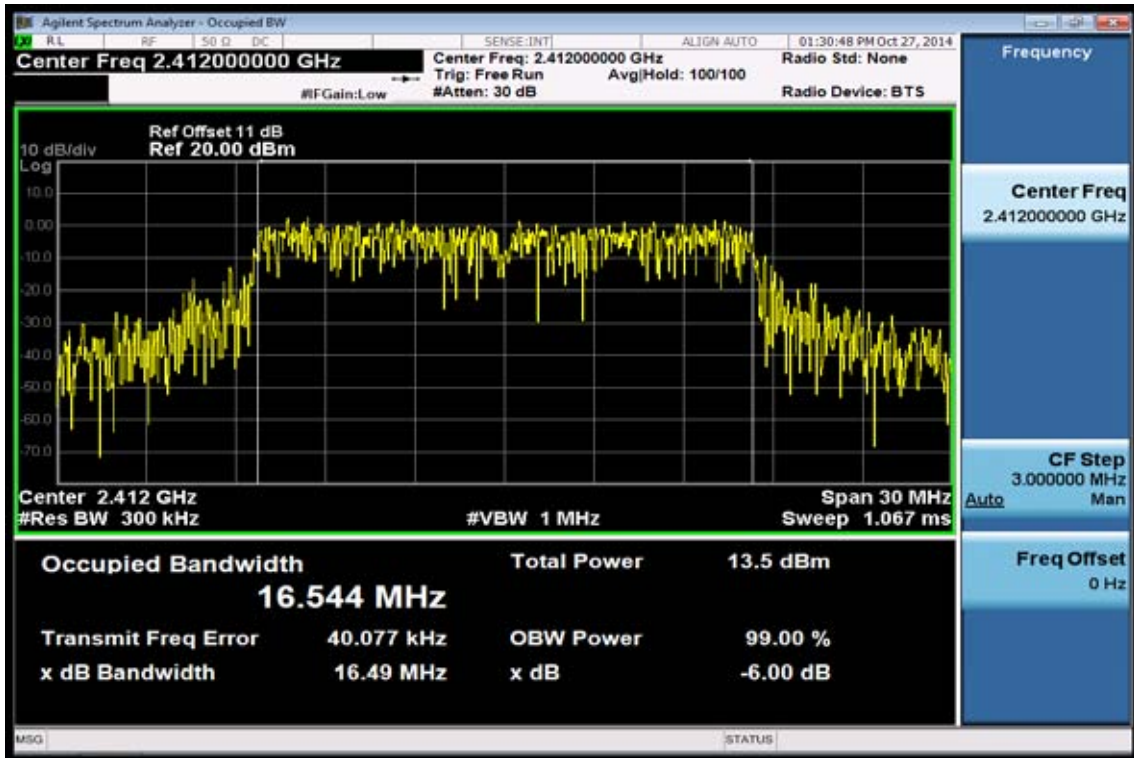 Agilent Spectrum Analyzer - Occupied BW
RL RF 50 Ω DC SENSE:INT ALIGN AUTO 01:30:48 PM Oct 27, 2014
Center Freq 2.412000000 GHz
Center Freq: 2.412000000 GHz Radio Std: None
Trig: Free Run Avg|Hold: 100/100
#IFGain:Low #Atten: 30 dB Radio Device: BTS
Ref Offset 11 dB
10 dB/div Ref 20.00 dBm
Log
10.0
0.00
-10.0
-20.0
-30.0
-40.0
-50.0
-60.0
-70.0
Center 2.412 GHz Span 30 MHz
#Res BW 300 kHz #VBW 1 MHz Sweep 1.067 ms
Occupied Bandwidth Total Power 13.5 dBm
16.544 MHz
Transmit Freq Error 40.077 kHz OBW Power 99.00 %
x dB Bandwidth 16.49 MHz x dB -6.00 dB
MSG STATUS
Frequency
Center Freq
2.412000000 GHz
CF Step
3.000000 MHz
Auto Man
Freq Offset
0 Hz